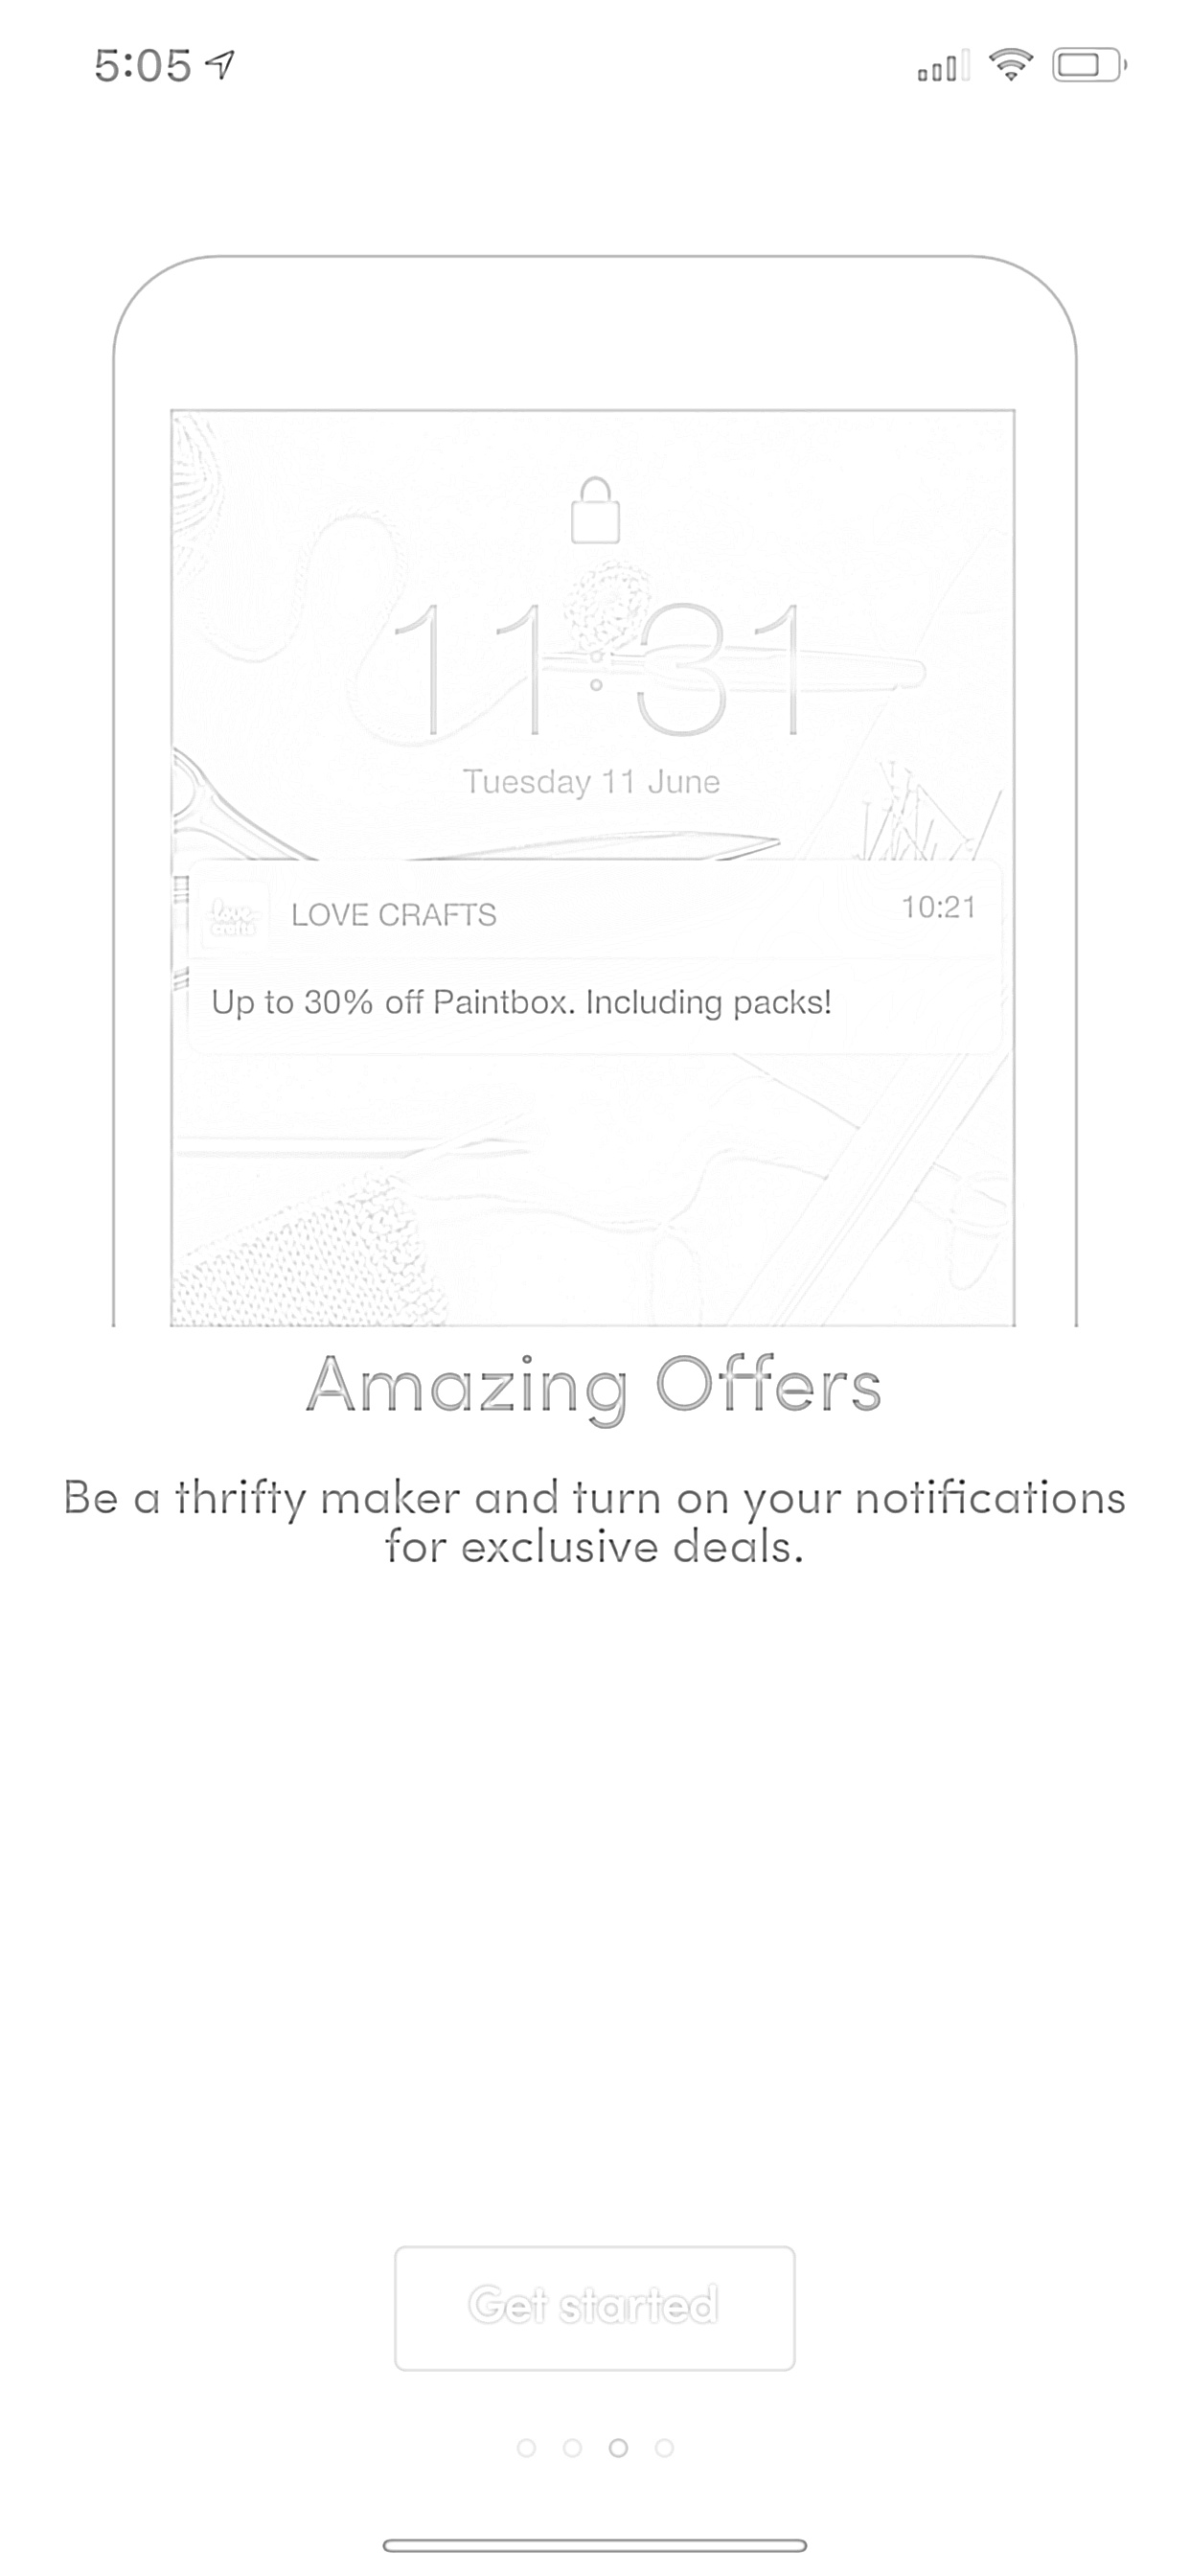 5:05
11:31
Tuesday 11 June
love crafts
LOVE CRAFTS
10:21
Up to 30% off Paintbox. Including packs!
Amazing Offers
Be a thrifty maker and turn on your notifications
for exclusive deals.
Get started